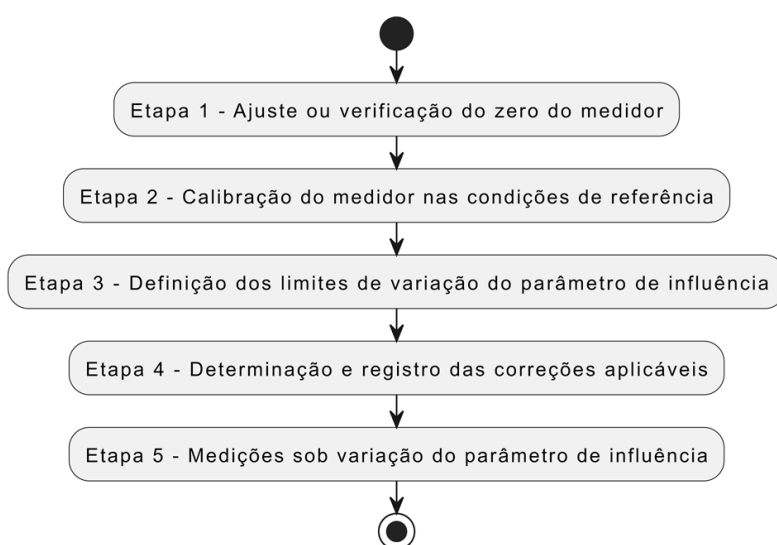 Etapa 1 - Ajuste ou verificação do zero do medidor
Etapa 2 - Calibração do medidor nas condições de referência
Etapa 3 - Definição dos limites de variação do parâmetro de influência
Etapa 4 - Determinação e registro das correções aplicáveis
Etapa 5 - Medições sob variação do parâmetro de influência